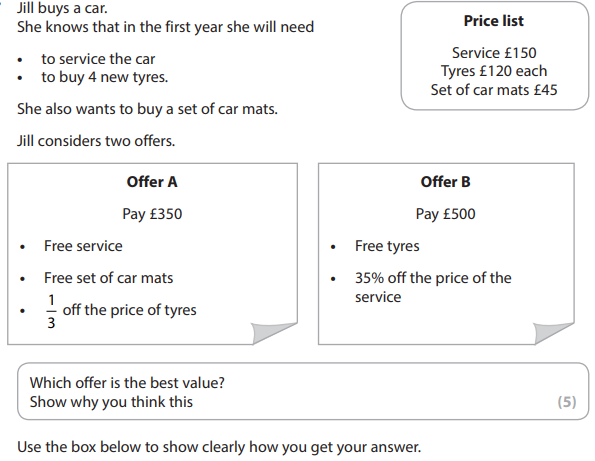 Jill buys a car.
She knows that in the first year she will need
• to service the car
• to buy 4 new tyres.
She also wants to buy a set of car mats.
Jill considers two offers.
Price list
Service £150
Tyres £120 each
Set of car mats £45
Offer A
Pay £350
• Free service
• Free set of car mats
• 1/3 off the price of tyres
Offer B
Pay £500
• Free tyres
• 35% off the price of the
service
Which offer is the best value?
Show why you think this (5)
Use the box below to show clearly how you get your answer.